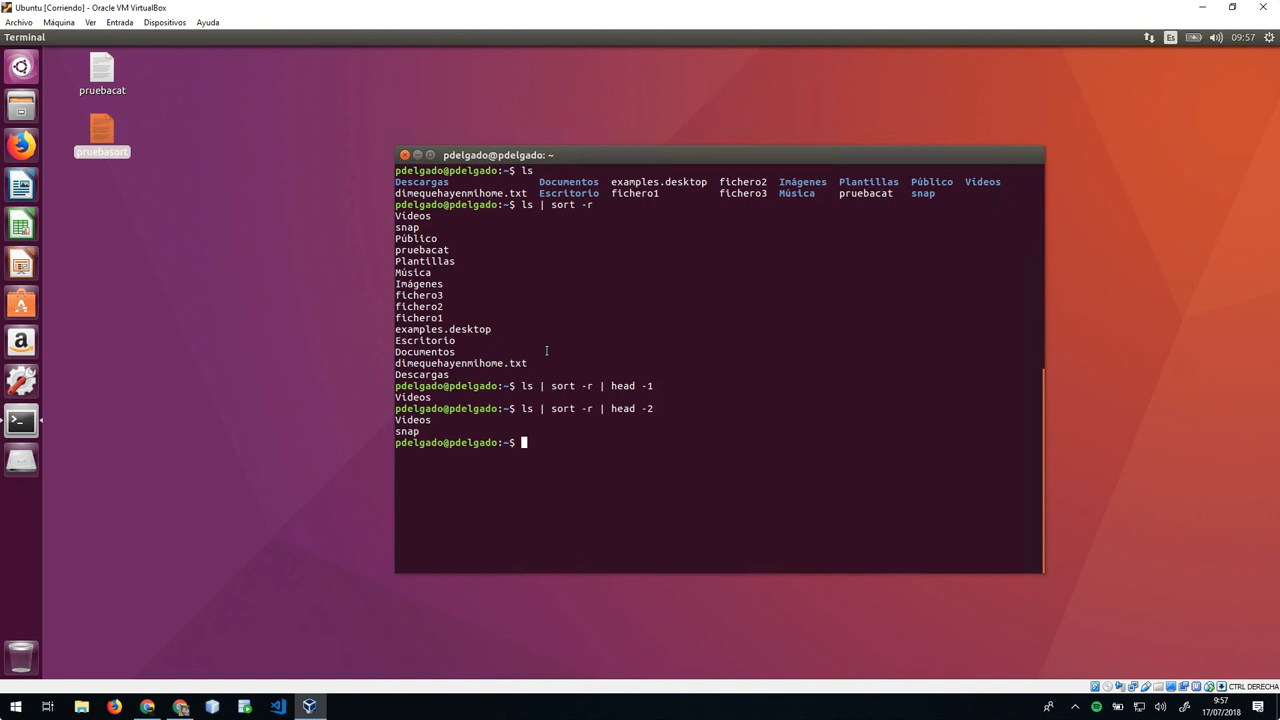 Ubuntu [Corriendo] - Oracle VM VirtualBox
Archivo Máquina Ver Entrada Dispositivos Ayuda
Terminal Es 09:57
pruebacat
pruebasort
pdelgado@pdelgado: ~
pdelgado@pdelgado:~$ ls
Descargas Documentos examples.desktop fichero2 Imágenes Plantillas Público Vídeos
dimequehayenmihome.txt Escritorio fichero1 fichero3 Música pruebacat snap
pdelgado@pdelgado:~$ ls | sort -r
Vídeos
snap
Público
pruebacat
Plantillas
Música
Imágenes
fichero3
fichero2
fichero1
examples.desktop
Escritorio
Documentos
dimequehayenmihome.txt
Descargas
pdelgado@pdelgado:~$ ls | sort -r | head -1
Vídeos
pdelgado@pdelgado:~$ ls | sort -r | head -2
Vídeos
snap
pdelgado@pdelgado:~$
CTRL DERECHA
9:57
17/07/2018